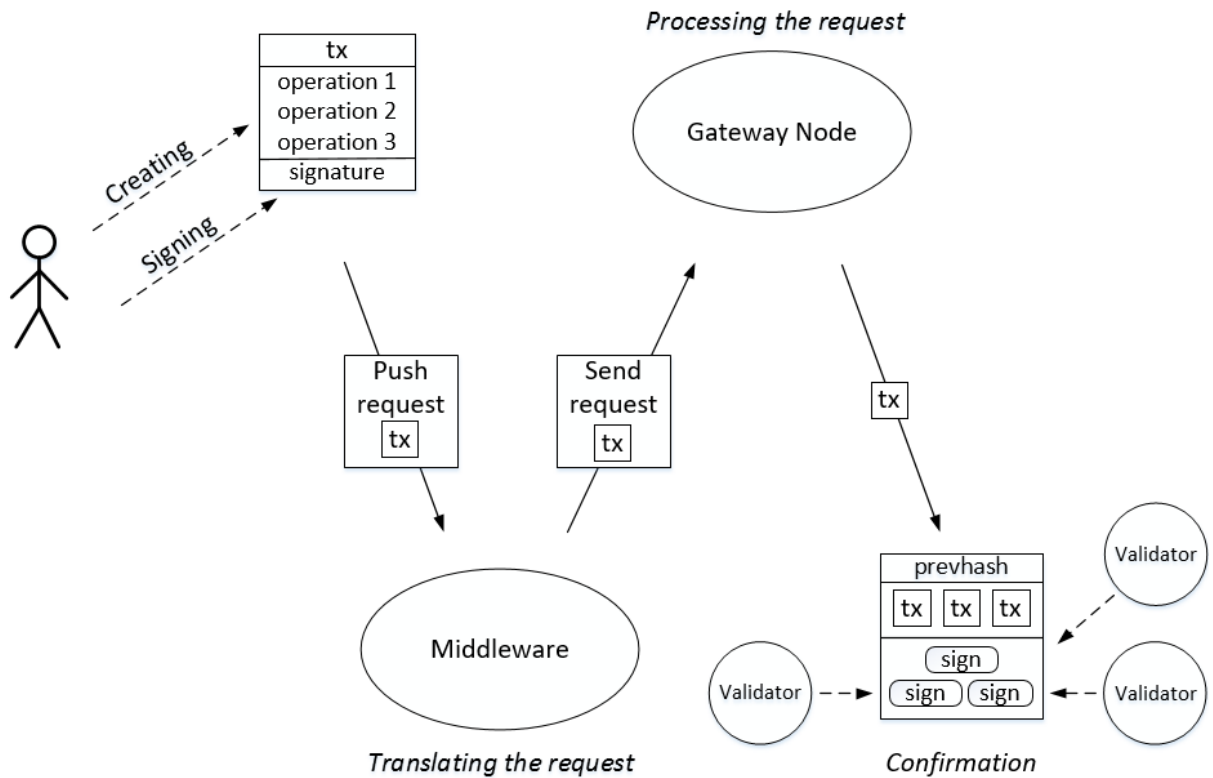 Processing the request
tx
operation 1
operation 2
operation 3
signature
Creating
Signing
Gateway Node
Push
request
tx
Send
request
tx
tx
Middleware
Translating the request
prevhash
tx tx tx
sign
sign sign
Validator
Validator
Validator
Confirmation